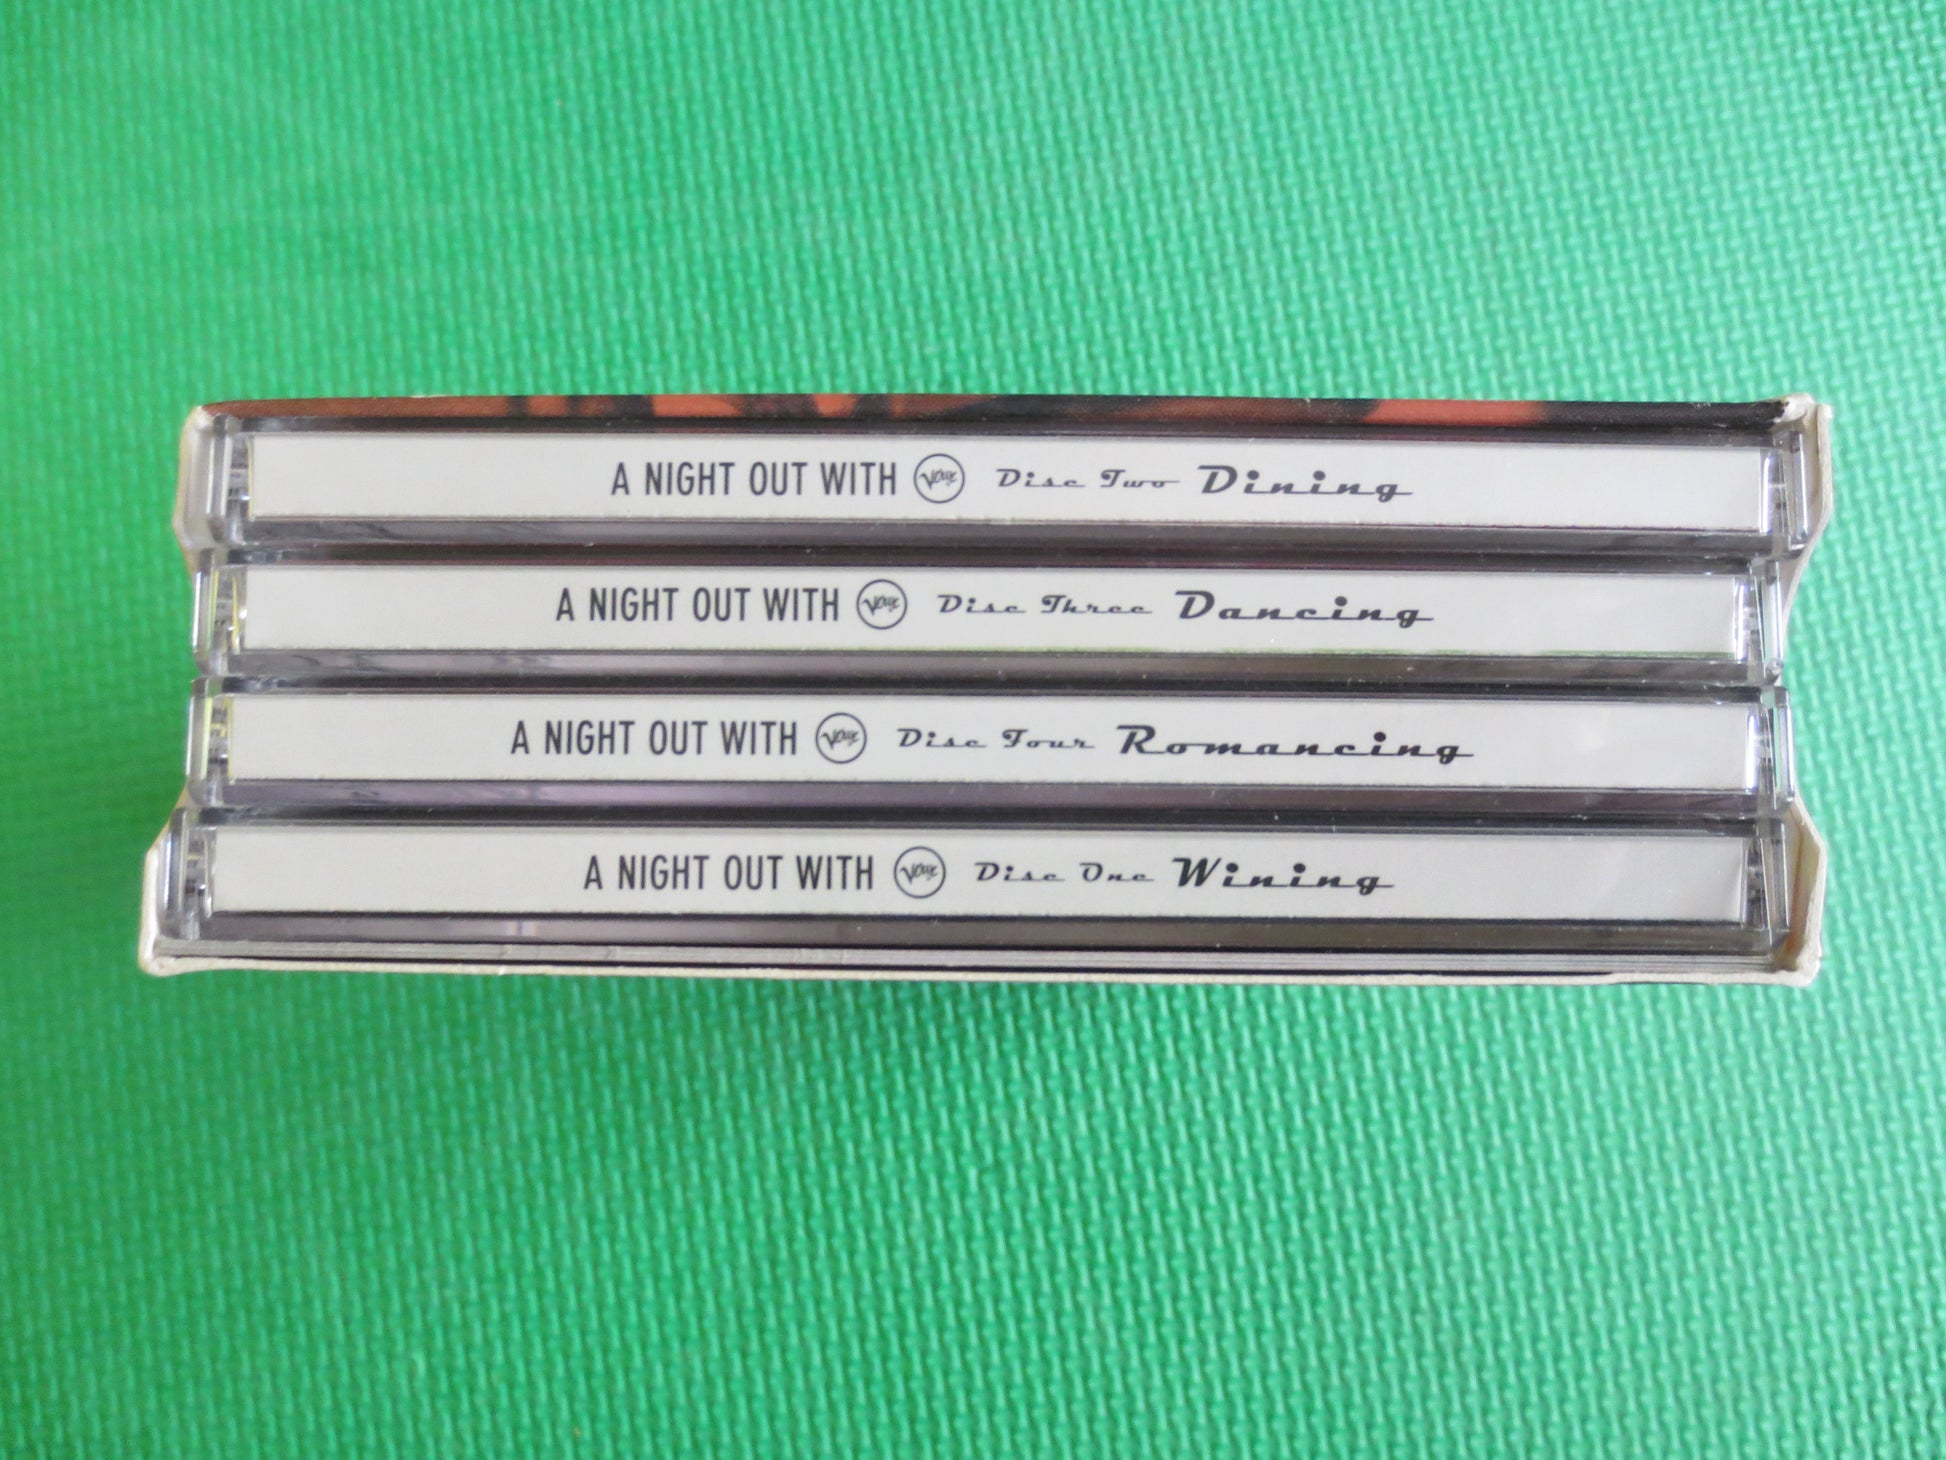 A NIGHT OUT WITH Verve Disc Two Dining
A NIGHT OUT WITH Verve Disc Three Dancing
A NIGHT OUT WITH Verve Disc Four Romancing
A NIGHT OUT WITH Verve Disc One Wining